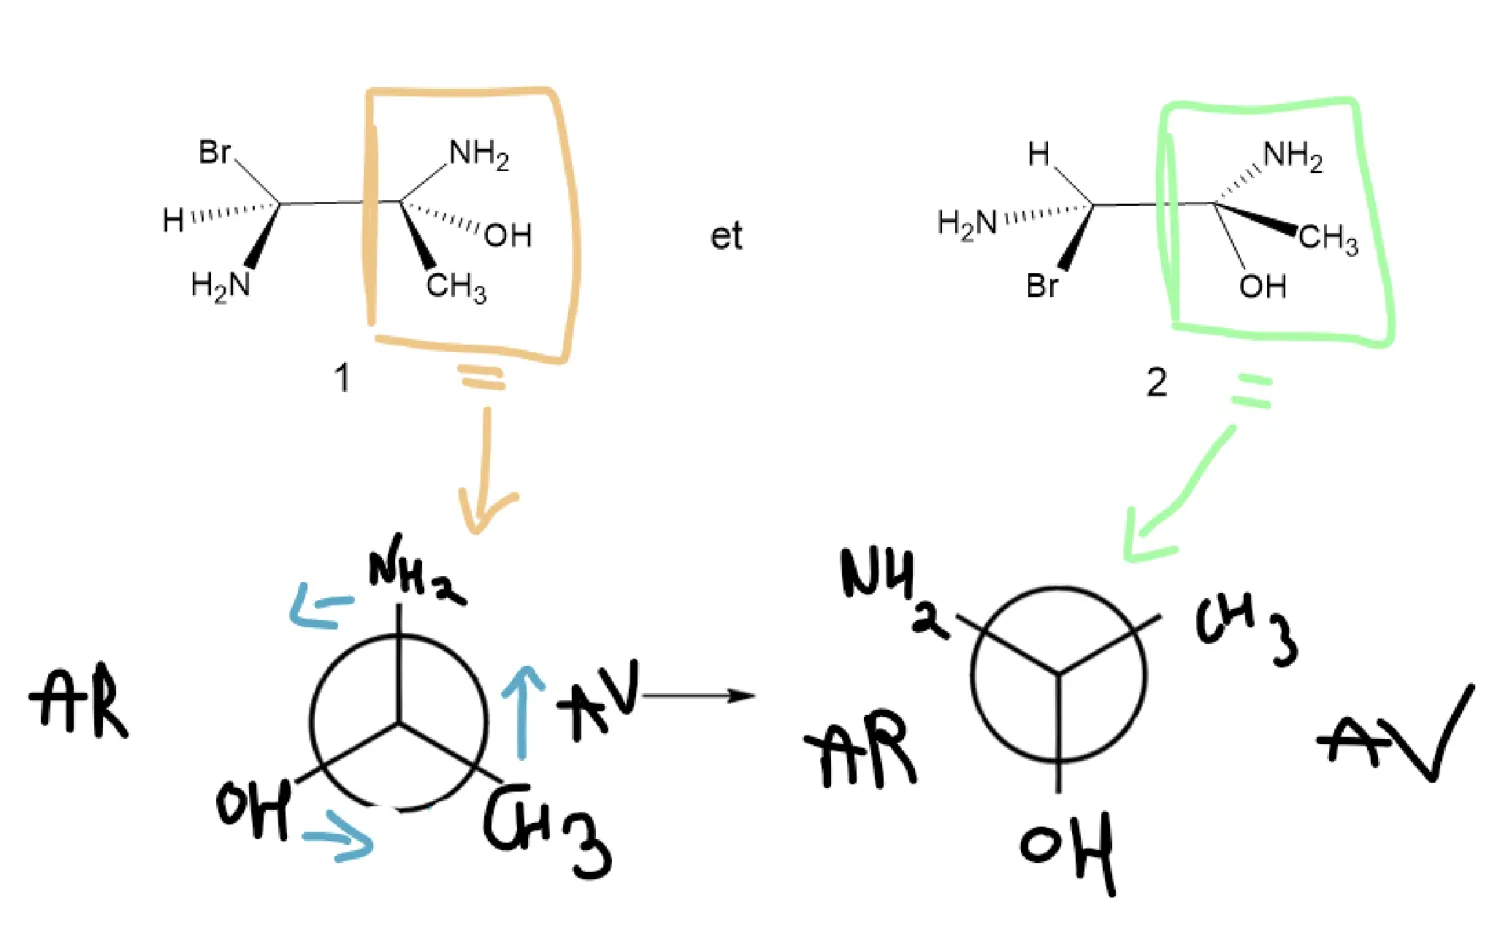 Br NH₂ H NH₂
H OH et H₂N CH₃
H₂N CH₃ Br OH
1 2
NH₂ NH₂ CH₃
AR AV AR AV
OH CH₃ OH